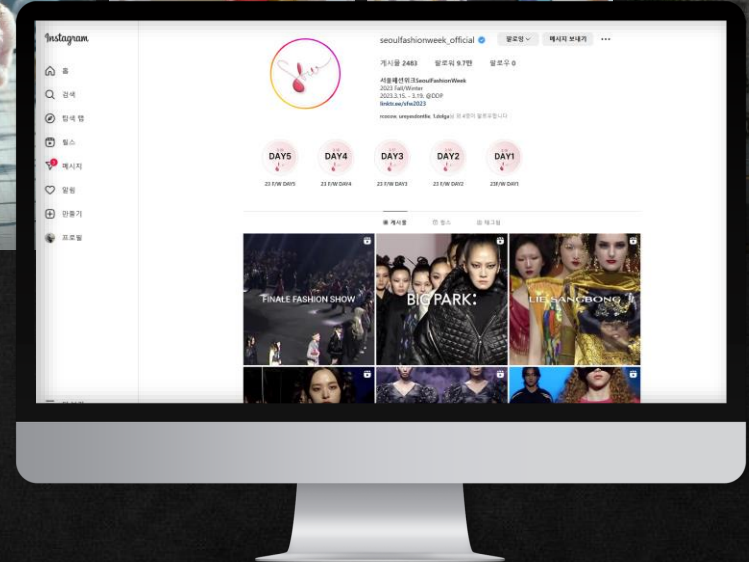 Instagram
홈
검색
탐색 탭
릴스
메시지
알림
만들기
프로필
seoulfashionweek_official 팔로잉 메시지 보내기 •••
게시물 2463 팔로워 9.7만 팔로우 0
서울패션위크SeoulFashionWeek
2023 Fall/Winter
2023.3.15. - 3.19. @DDP
linktr.ee/sfw2023
DAY5 DAY4 DAY3 DAY2 DAY1
23 F/W DAY5 23 F/W DAY4 23 F/W DAY3 23 F/W DAY2 23F/W DAY1
게시물 릴스 태그됨
FINALE FASHION SHOW
BIG PARK:
LIE SANGBONG